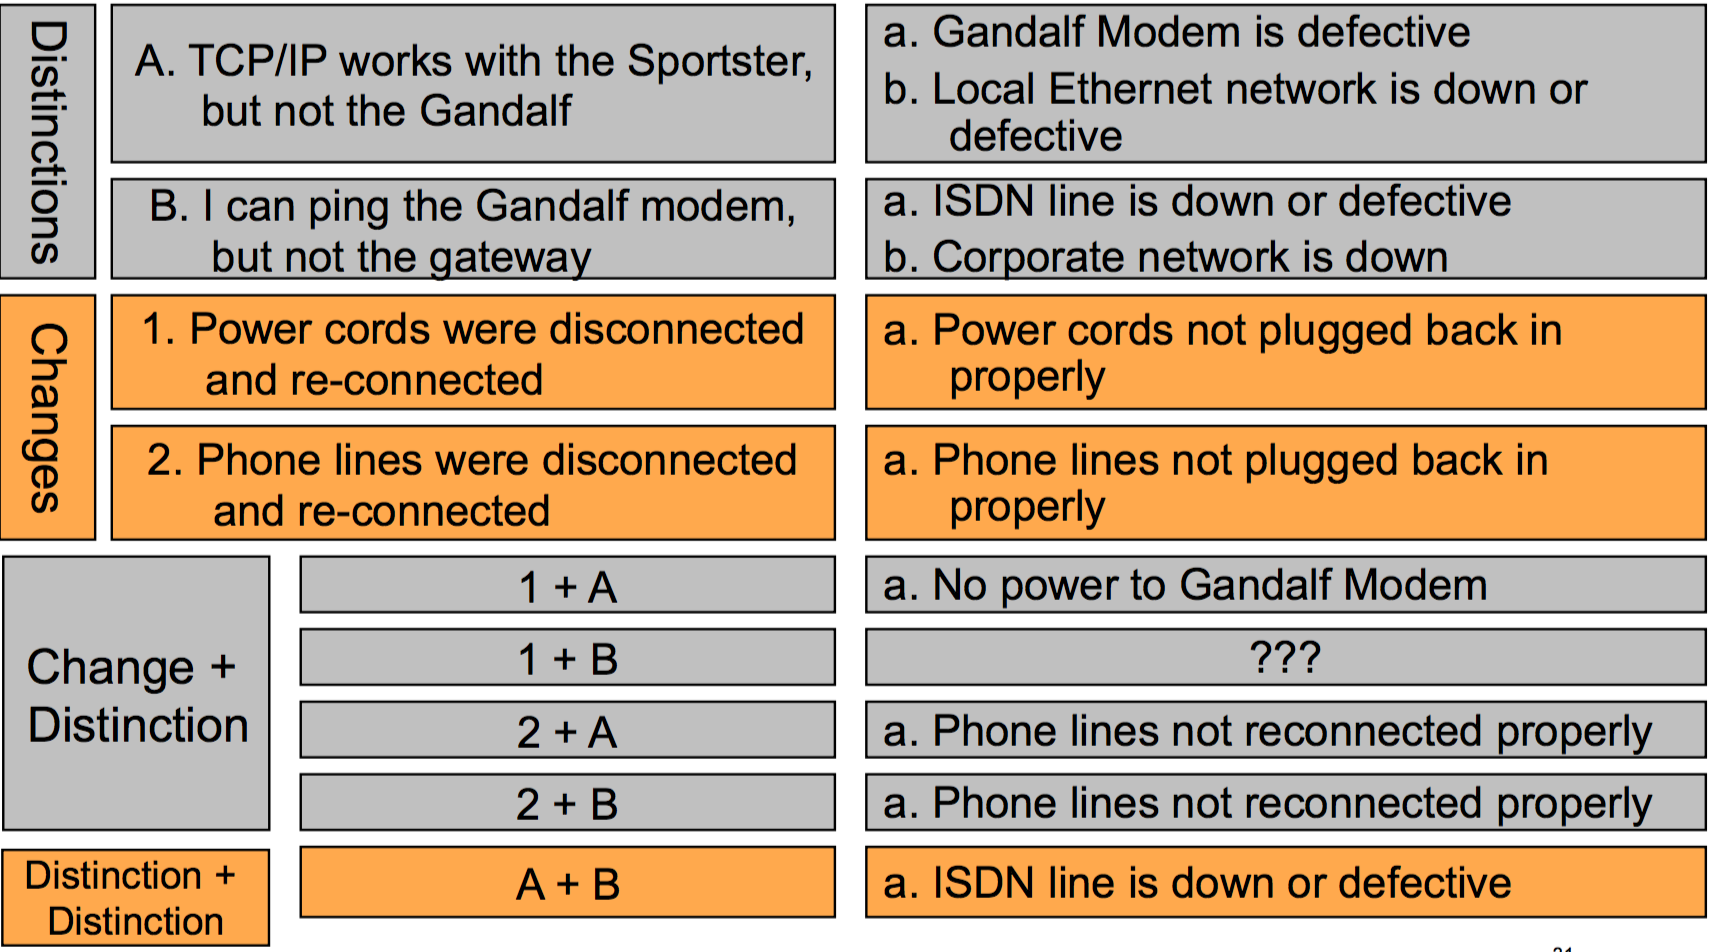 Distinctions
A. TCP/IP works with the Sportster,
but not the Gandalf
a. Gandalf Modem is defective
b. Local Ethernet network is down or
defective
B. I can ping the Gandalf modem,
but not the gateway
a. ISDN line is down or defective
b. Corporate network is down
Changes
1. Power cords were disconnected
and re-connected
a. Power cords not plugged back in
properly
2. Phone lines were disconnected
and re-connected
a. Phone lines not plugged back in
properly
Change +
Distinction
1 + A
a. No power to Gandalf Modem
1 + B
???
2 + A
a. Phone lines not reconnected properly
2 + B
a. Phone lines not reconnected properly
Distinction +
Distinction
A + B
a. ISDN line is down or defective